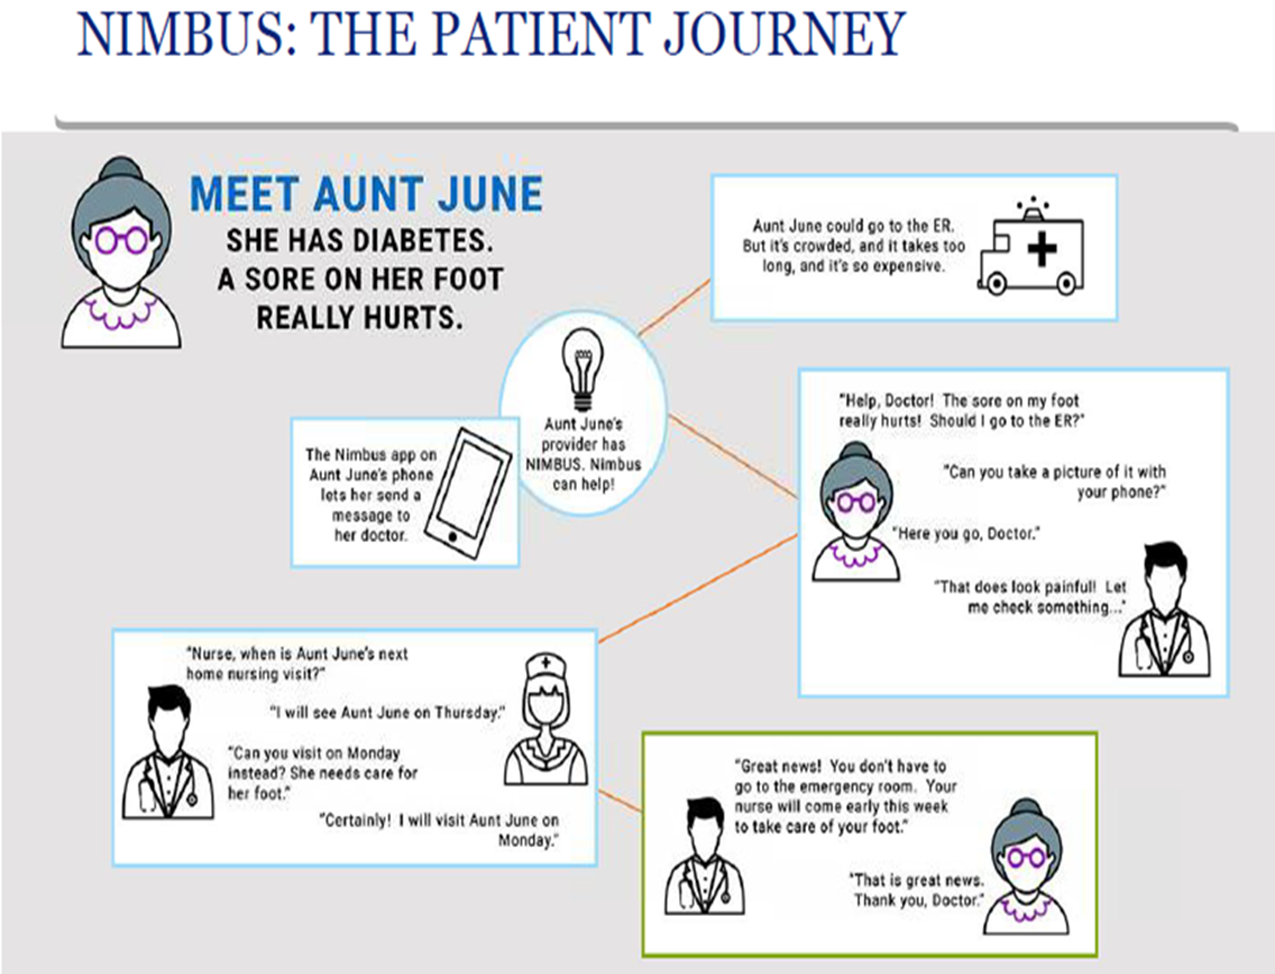 NIMBUS: THE PATIENT JOURNEY
MEET AUNT JUNE
SHE HAS DIABETES.
A SORE ON HER FOOT
REALLY HURTS.
Aunt June could go to the ER.
But it's crowded, and it takes too
long, and it's so expensive.
Aunt June's
provider has
NIMBUS. Nimbus
can help!
The Nimbus app on
Aunt June's phone
lets her send a
message to
her doctor.
"Help, Doctor! The sore on my foot
really hurts! Should I go to the ER?"
"Can you take a picture of it with
your phone?"
"Here you go, Doctor."
"That does look painful! Let
me check something..."
"Nurse, when is Aunt June's next
home nursing visit?"
"I will see Aunt June on Thursday."
"Can you visit on Monday
instead? She needs care for
her foot."
"Certainly! I will visit Aunt June on
Monday."
"Great news! You don't have to
go to the emergency room. Your
nurse will come early this week
to take care of your foot."
"That is great news.
Thank you, Doctor."